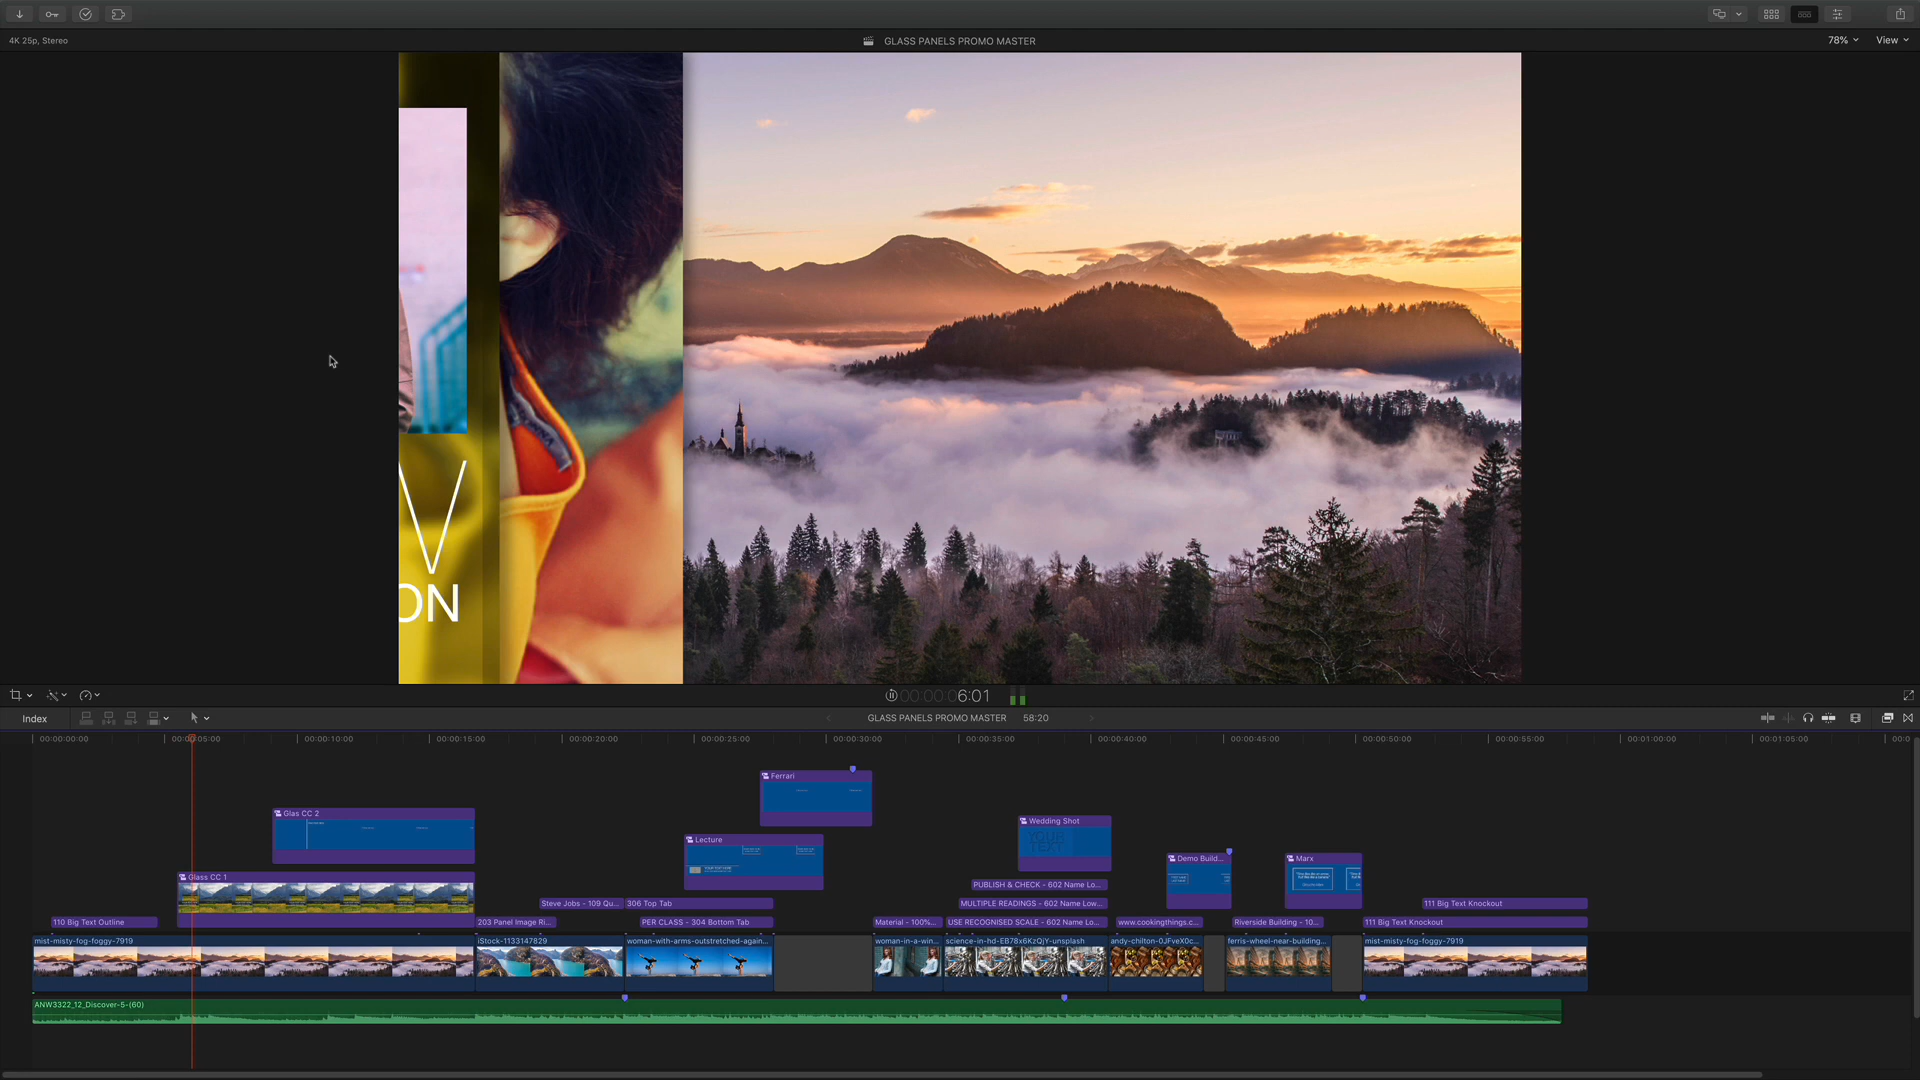 4K 25p, Stereo
GLASS PANELS PROMO MASTER
78%
View
V
ON
00:00:00:06:01
Index
GLASS PANELS PROMO MASTER
58:20
00:00:00:00
00:00:05:00
00:00:10:00
00:00:15:00
00:00:20:00
00:00:25:00
00:00:30:00
00:00:35:00
00:00:40:00
00:00:45:00
00:00:50:00
00:00:55:00
00:01:00:00
00:01:05:00
00:0
Ferrari
Glas CC 2
Wedding Shot
YOUR
TEXT
Lecture
Demo Build...
Marx
Glass CC 1
PUBLISH & CHECK - 602 Name Lo...
Steve Jobs - 109 Qu...
306 Top Tab
MULTIPLE READINGS - 602 Name Low...
111 Big Text Knockout
110 Big Text Outline
203 Panel Image Ri...
PER CLASS - 304 Bottom Tab
Material - 100%...
USE RECOGNISED SCALE - 602 Name Low...
www.cookingthings.c...
Riverside Building - 10...
111 Big Text Knockout
mist-misty-fog-foggy-7919
iStock-1133147829
woman-with-arms-outstretched-again...
woman-in-a-win...
science-in-hd-EB78x6KzQjY-unsplash
andy-chilton-0JFveX0c...
ferris-wheel-near-building...
mist-misty-fog-foggy-7919
ANW3322_12_Discover-5-(60)